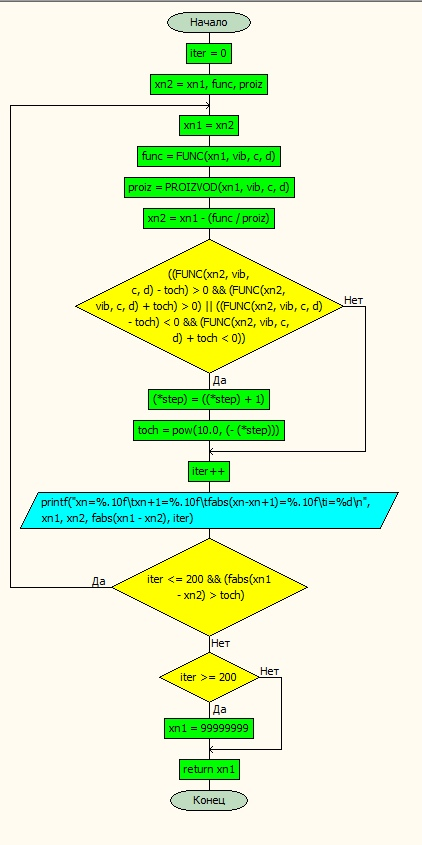 Начало
iter = 0
xn2 = xn1, func, proiz
xn1 = xn2
func = FUNC(xn1, vib, c, d)
proiz = PROIZVOD(xn1, vib, c, d)
xn2 = xn1 - (func / proiz)
((FUNC(xn2, vib,
c, d) - toch) > 0 && (FUNC(xn2,
vib, c, d) + toch) > 0) || ((FUNC(xn2, vib, c, d)
- toch) < 0 && (FUNC(xn2, vib, c,
d) + toch < 0))
Нет
Да
(*step) = ((*step) + 1)
toch = pow(10.0, (- (*step)))
iter++
printf("xn=%.10f\txn+1=%.10f\tfabs(xn-xn+1)=%.10f\ti=%d\n",
xn1, xn2, fabs(xn1 - xn2), iter)
Да
iter <= 200 && (fabs(xn1
- xn2) > toch)
Нет
iter >= 200
Нет
Да
xn1 = 99999999
return xn1
Конец